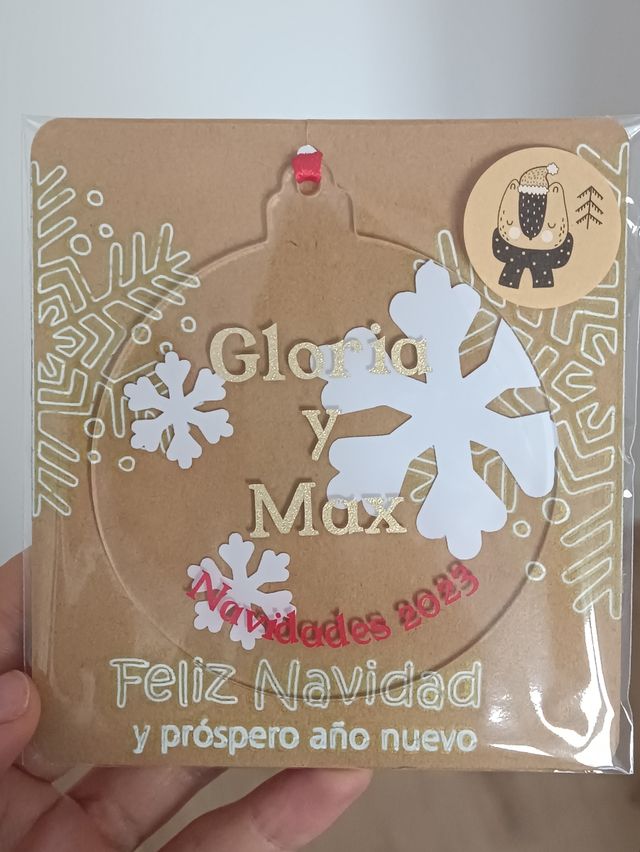 Gloria
y
Max
Navidades 2023
Feliz Navidad
y próspero año nuevo